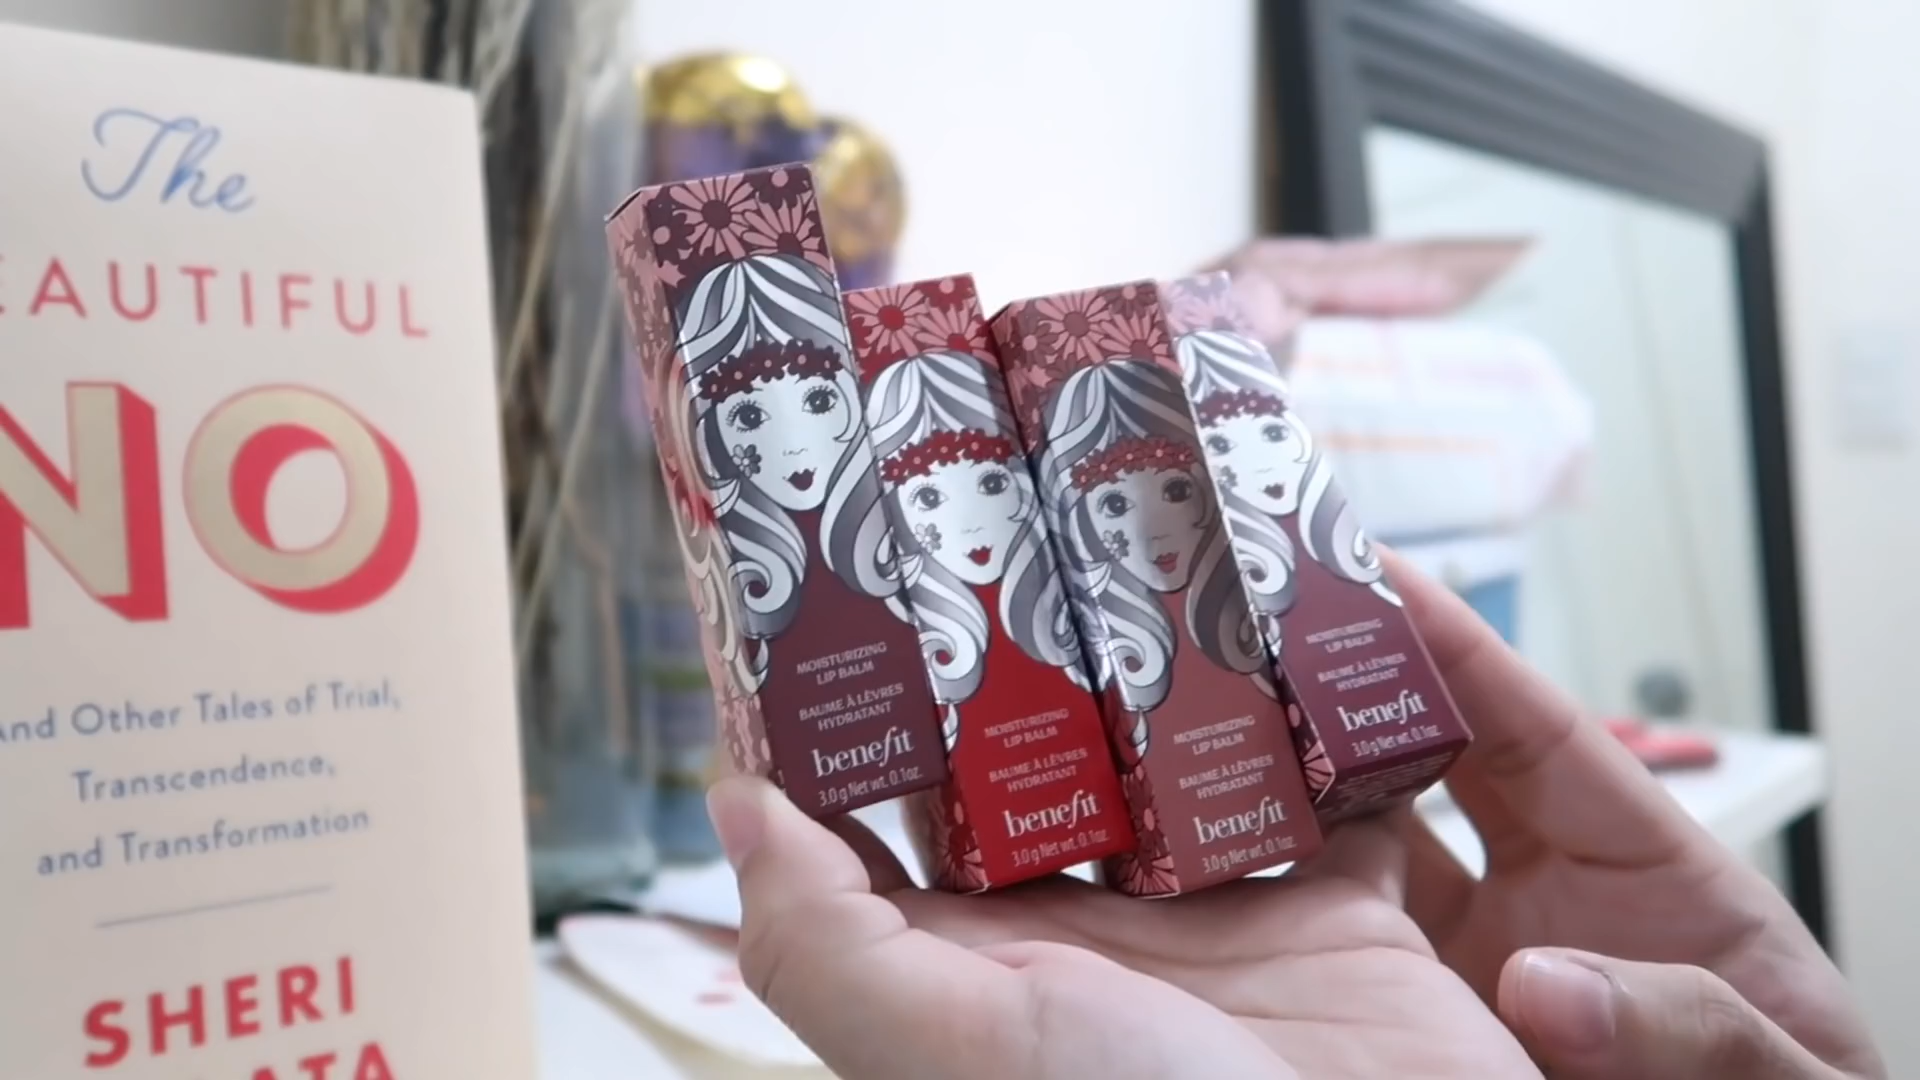 The
EAUTIFUL
NO
And Other Tales of Trial,
Transcendence,
and Transformation
SHERI
ATA
MOISTURIZING
LIP BALM
BAUME À LÈVRES
HYDRATANT
benefit
3.0 g Net wt. 0.1oz.
MOISTURIZING
LIP BALM
BAUME À LÈVRES
HYDRATANT
benefit
3.0 g Net wt. 0.1oz.
MOISTURIZING
LIP BALM
BAUME À LÈVRES
HYDRATANT
benefit
3.0 g Net wt. 0.1oz.
MOISTURIZING
LIP BALM
BAUME À LÈVRES
HYDRATANT
benefit
3.0 g Net wt. 0.1oz.